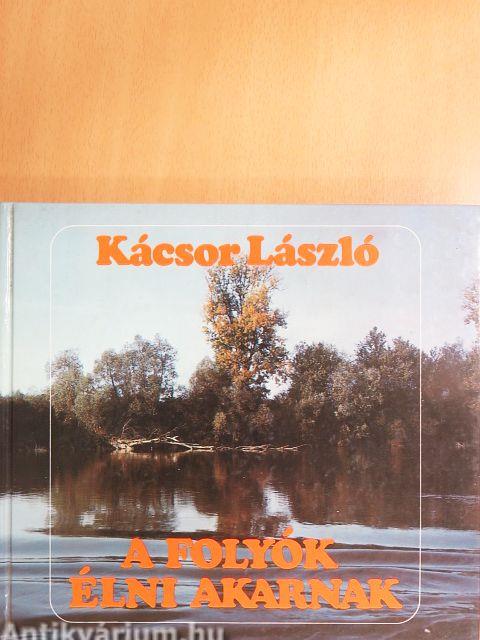 Kácsor László
A FOLYÓK
ÉLNI AKARNAK
Antikvárium.hu